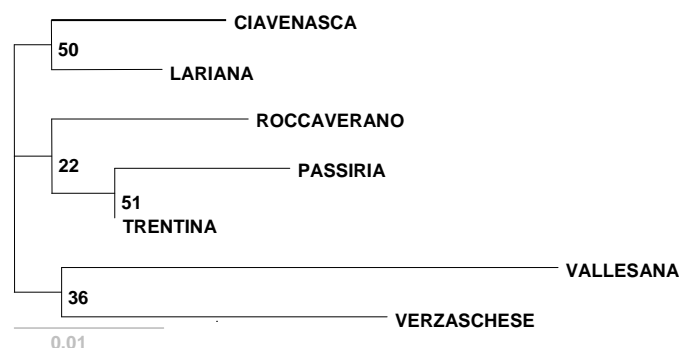 CIAVENASCA
50
LARIANA
ROCCAVERANO
22
PASSIRIA
51
TRENTINA
VALLESANA
36
VERZASCHESE
0.01